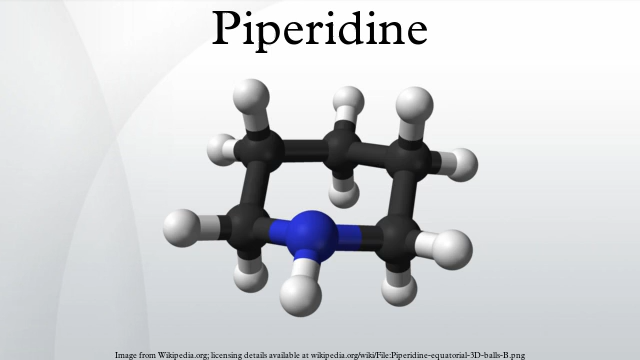 Piperidine
Image from Wikipedia.org; licensing details available at wikipedia.org/wiki/File:Piperidine-equatorial-3D-balls-B.png